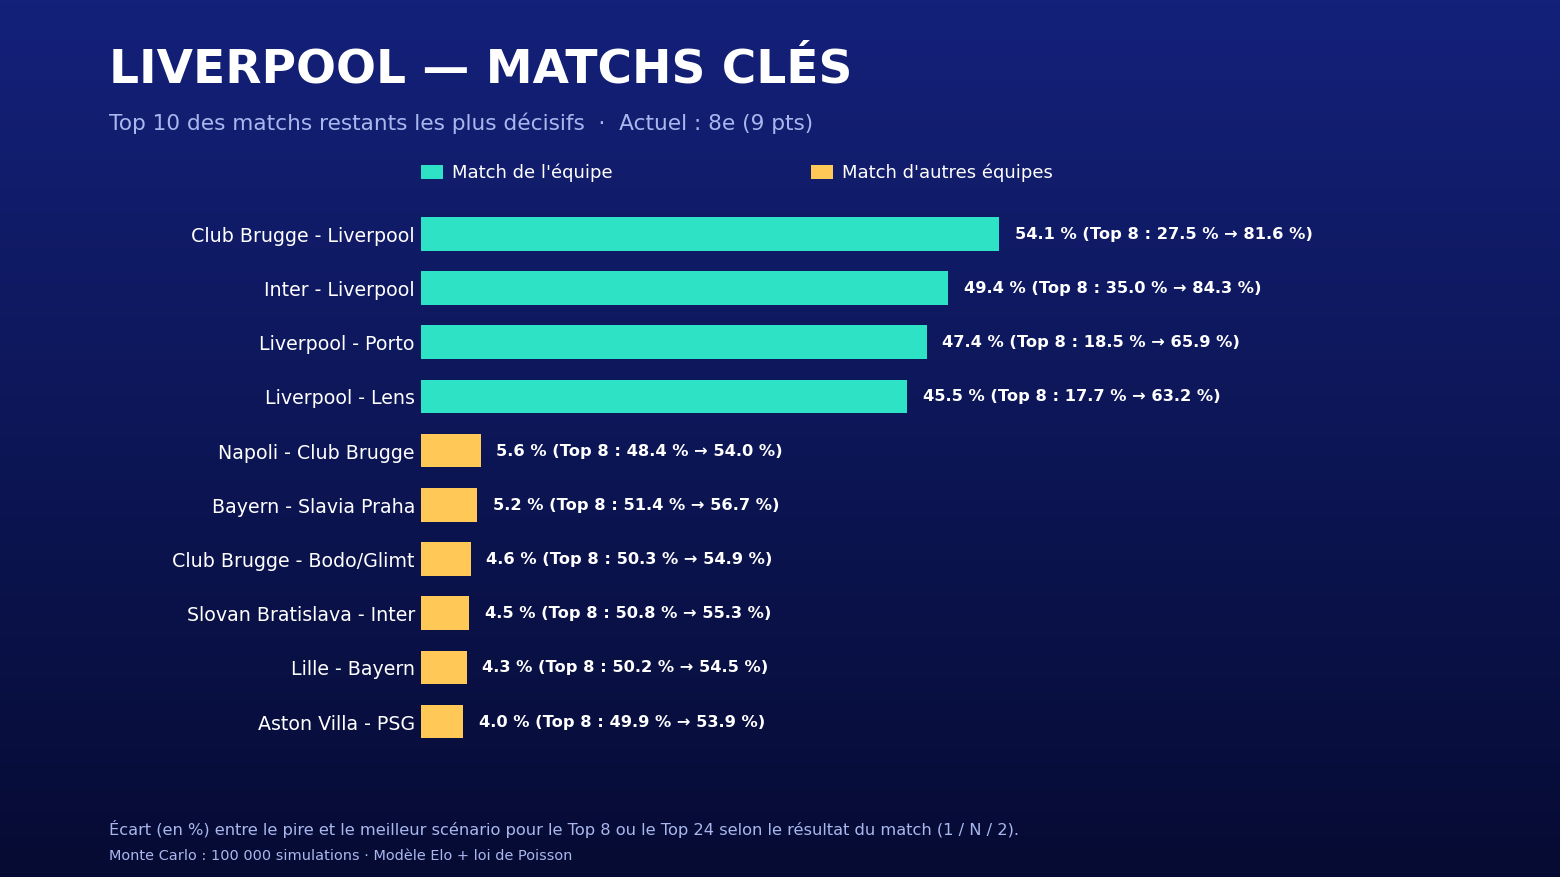 LIVERPOOL — MATCHS CLÉS
Top 10 des matchs restants les plus décisifs · Actuel : 8e (9 pts)
Match de l'équipe
Match d'autres équipes
Club Brugge - Liverpool 54.1 % (Top 8 : 27.5 % → 81.6 %)
Inter - Liverpool 49.4 % (Top 8 : 35.0 % → 84.3 %)
Liverpool - Porto 47.4 % (Top 8 : 18.5 % → 65.9 %)
Liverpool - Lens 45.5 % (Top 8 : 17.7 % → 63.2 %)
Napoli - Club Brugge 5.6 % (Top 8 : 48.4 % → 54.0 %)
Bayern - Slavia Praha 5.2 % (Top 8 : 51.4 % → 56.7 %)
Club Brugge - Bodo/Glimt 4.6 % (Top 8 : 50.3 % → 54.9 %)
Slovan Bratislava - Inter 4.5 % (Top 8 : 50.8 % → 55.3 %)
Lille - Bayern 4.3 % (Top 8 : 50.2 % → 54.5 %)
Aston Villa - PSG 4.0 % (Top 8 : 49.9 % → 53.9 %)
Écart (en %) entre le pire et le meilleur scénario pour le Top 8 ou le Top 24 selon le résultat du match (1 / N / 2).
Monte Carlo : 100 000 simulations · Modèle Elo + loi de Poisson